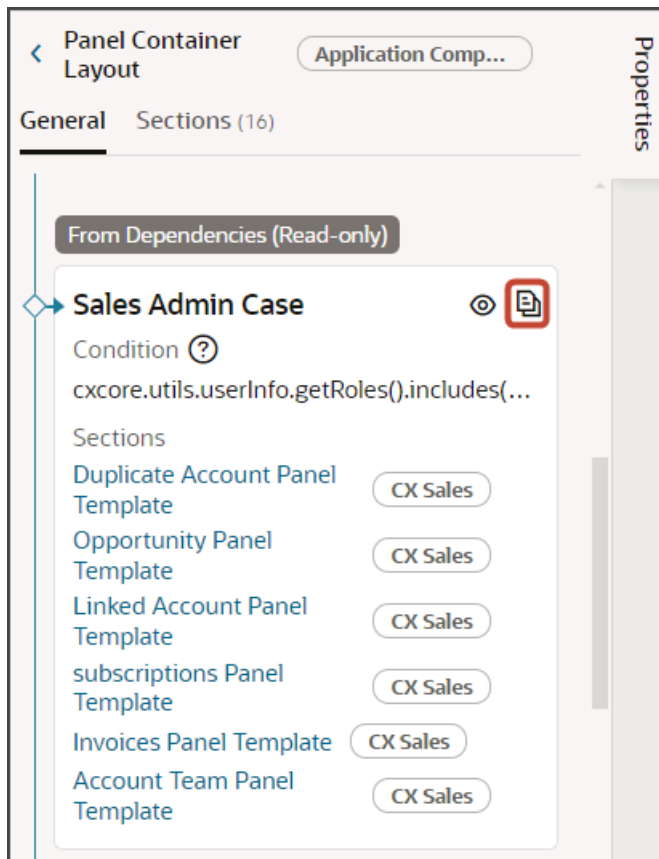 Panel Container
Layout
Application Comp...
Properties
General
Sections (16)
From Dependencies (Read-only)
Sales Admin Case
Condition ?
cxcore.utils.userInfo.getRoles().includes(...
Sections
Duplicate Account Panel
Template
CX Sales
Opportunity Panel
Template
CX Sales
Linked Account Panel
Template
CX Sales
subscriptions Panel
Template
CX Sales
Invoices Panel Template
CX Sales
Account Team Panel
Template
CX Sales